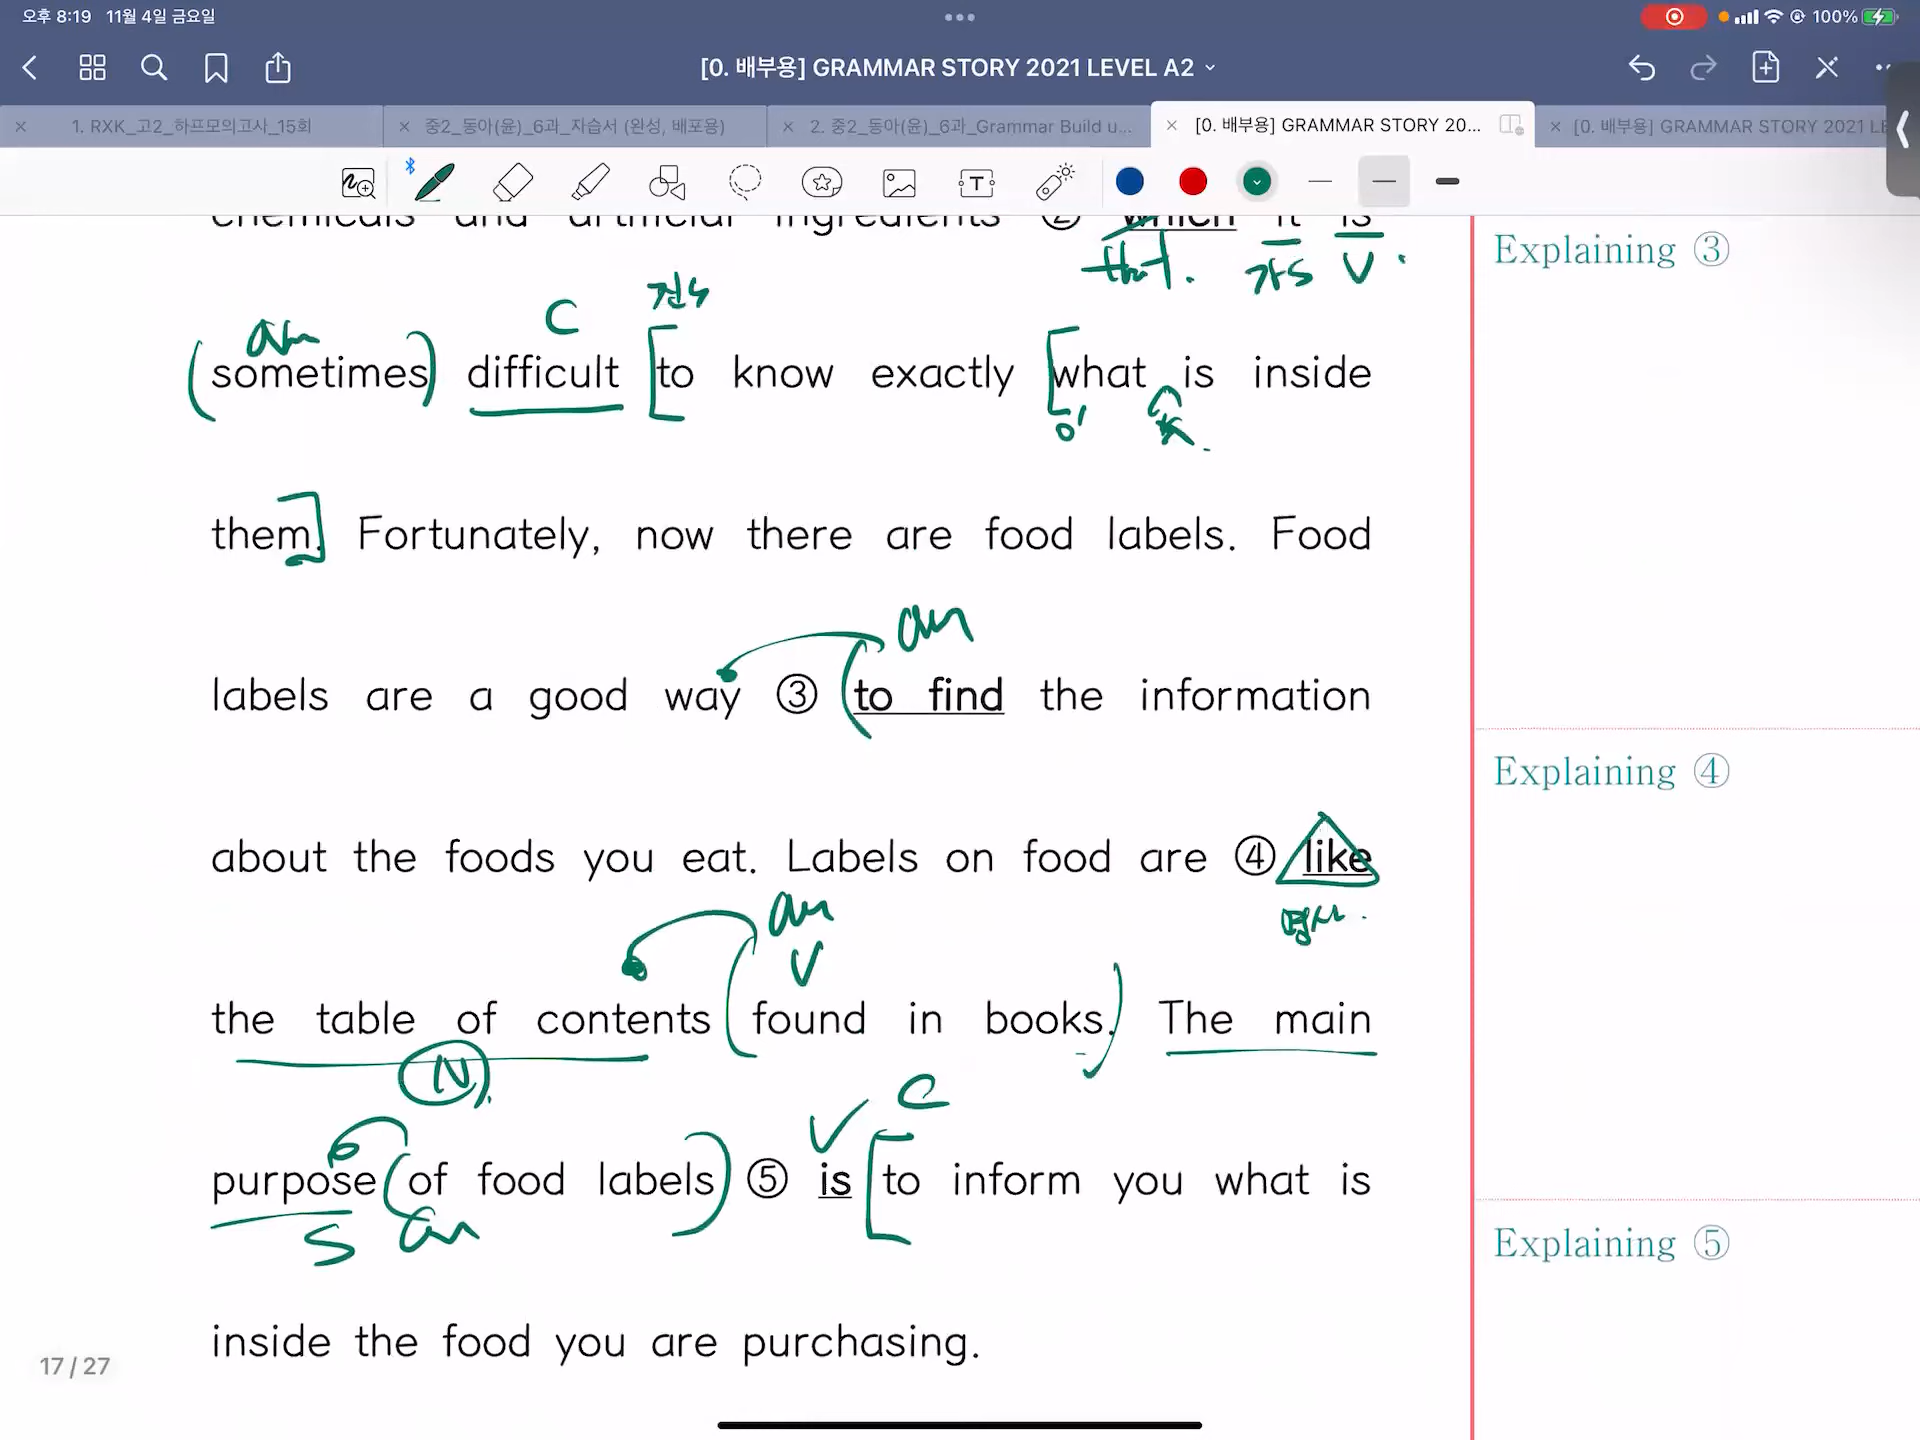 오후 8:19 11월 4일 금요일
100%
[0. 배부용] GRAMMAR STORY 2021 LEVEL A2
1. RXK_고2_하프모의고사_15회
중2_동아(윤)_6과_자습서 (완성, 배포용)
2. 중2_동아(윤)_6과_Grammar Build u...
[0. 배부용] GRAMMAR STORY 20...
[0. 배부용] GRAMMAR STORY 2021 LE
chemicals and artificial ingredients ② which it is
that. 가S V
진S
C
(sometimes) difficult [to know exactly [what is inside
them.] Fortunately, now there are food labels. Food
labels are a good way ③ (to find the information
about the foods you eat. Labels on food are ④ like
V
the table of contents (found in books.) The main
N
V C
purpose (of food labels) ⑤ is [to inform you what is
S
inside the food you are purchasing.
17 / 27
Explaining ③
Explaining ④
Explaining ⑤